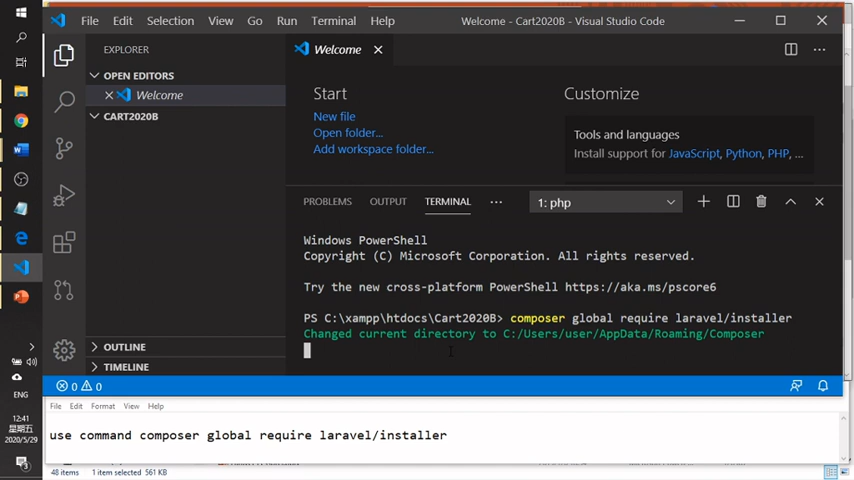 File Edit Selection View Go Run Terminal Help
Welcome - Cart2020B - Visual Studio Code
EXPLORER
OPEN EDITORS
Welcome
CART2020B
OUTLINE
TIMELINE
Welcome
Start
New file
Open folder...
Add workspace folder...
Customize
Tools and languages
Install support for JavaScript, Python, PHP, ...
PROBLEMS OUTPUT TERMINAL ... 1: php
Windows PowerShell
Copyright (C) Microsoft Corporation. All rights reserved.
Try the new cross-platform PowerShell https://aka.ms/pscore6
PS C:\xampp\htdocs\Cart2020B> composer global require laravel/installer
Changed current directory to C:/Users/user/AppData/Roaming/Composer
0 0
File Edit Format View Help
use command composer global require laravel/installer
48 items 1 item selected 561 KB
ENG
12:41
星期五
2020/5/29